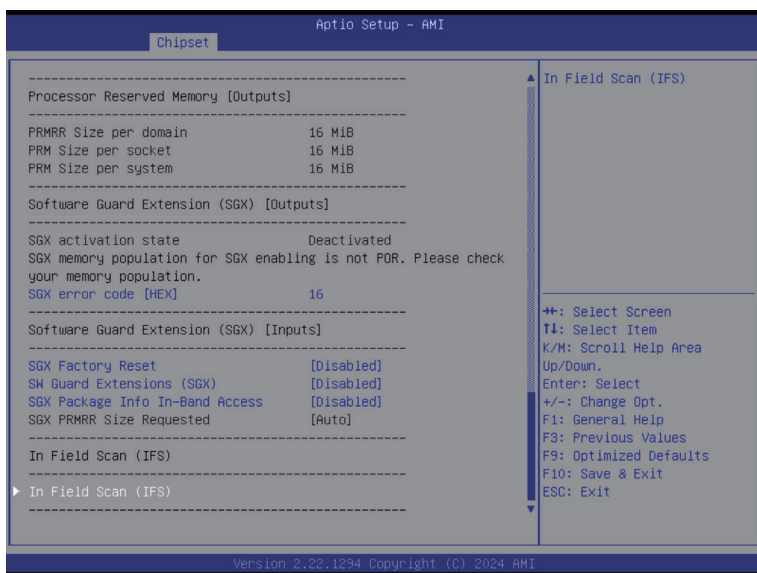 Aptio Setup – AMI
Chipset
Processor Reserved Memory [Outputs]
PRMRR Size per domain 16 MiB
PRM Size per socket 16 MiB
PRM Size per system 16 MiB
Software Guard Extension (SGX) [Outputs]
SGX activation state Deactivated
SGX memory population for SGX enabling is not POR. Please check
your memory population.
SGX error code [HEX] 16
Software Guard Extension (SGX) [Inputs]
SGX Factory Reset [Disabled]
SW Guard Extensions (SGX) [Disabled]
SGX Package Info In-Band Access [Disabled]
SGX PRMRR Size Requested [Auto]
In Field Scan (IFS)
In Field Scan (IFS)
In Field Scan (IFS)
→←: Select Screen
↑↓: Select Item
K/M: Scroll Help Area
Up/Down.
Enter: Select
+/-: Change Opt.
F1: General Help
F3: Previous Values
F9: Optimized Defaults
F10: Save & Exit
ESC: Exit
Version 2.22.1294 Copyright (C) 2024 AMI